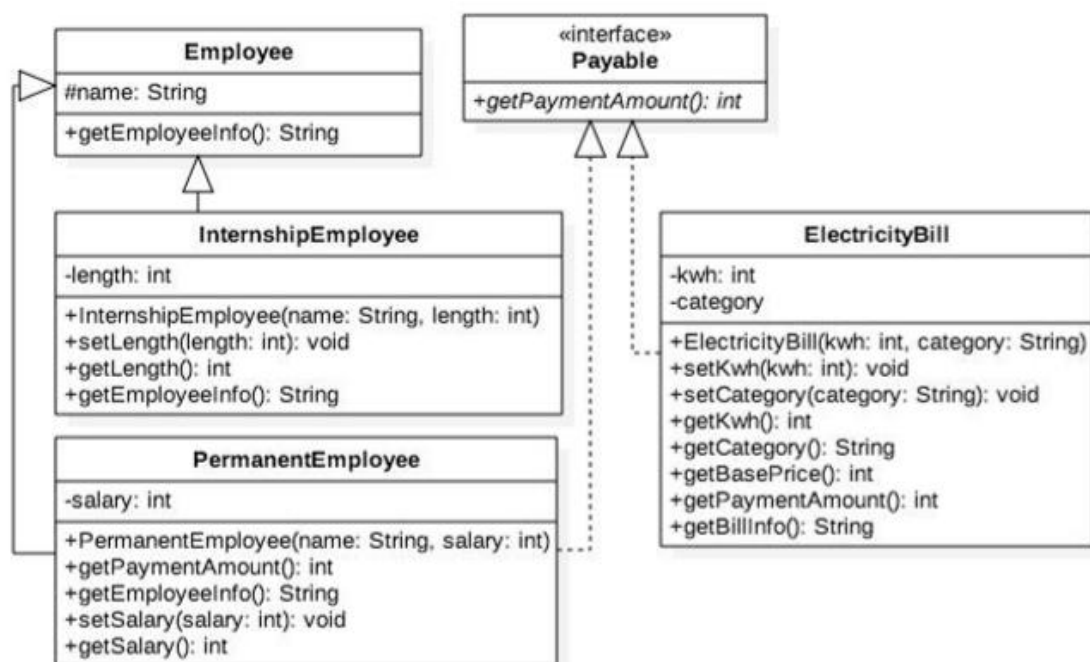 Employee
#name: String
+getEmployeeInfo(): String
«interface»
Payable
+getPaymentAmount(): int
InternshipEmployee
-length: int
+InternshipEmployee(name: String, length: int)
+setLength(length: int): void
+getLength(): int
+getEmployeeInfo(): String
ElectricityBill
-kwh: int
-category
+ElectricityBill(kwh: int, category: String)
+setKwh(kwh: int): void
+setCategory(category: String): void
+getKwh(): int
+getCategory(): String
+getBasePrice(): int
+getPaymentAmount(): int
+getBillInfo(): String
PermanentEmployee
-salary: int
+PermanentEmployee(name: String, salary: int)
+getPaymentAmount(): int
+getEmployeeInfo(): String
+setSalary(salary: int): void
+getSalary(): int